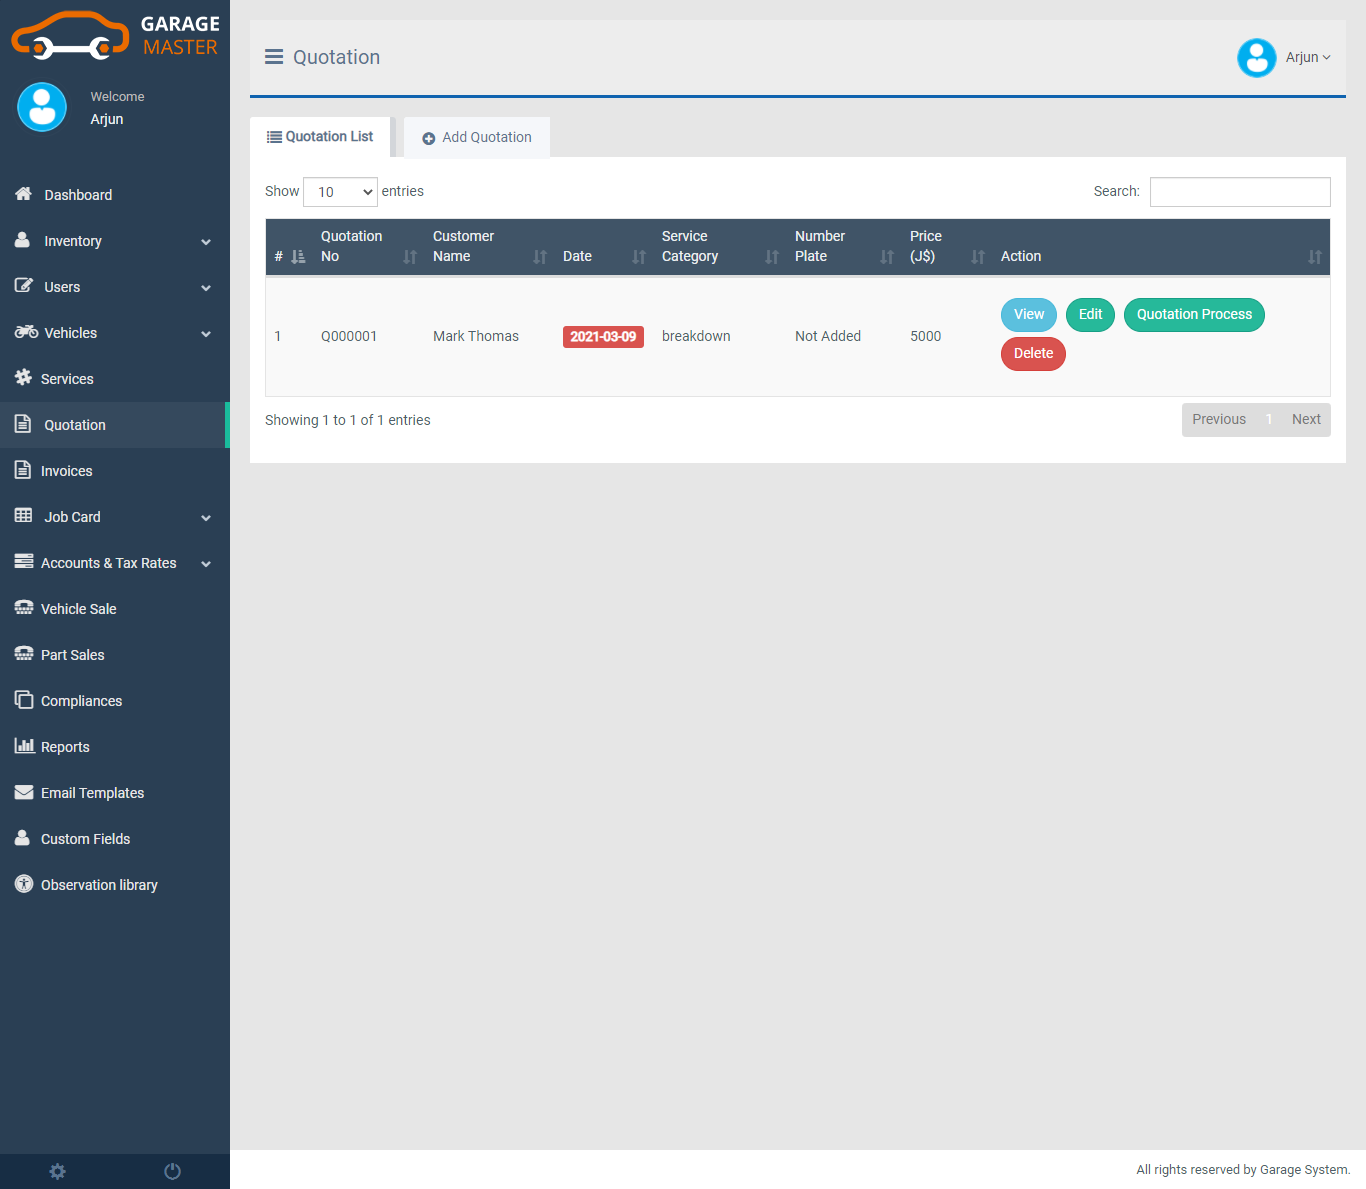 GARAGE
MASTER
Welcome
Arjun
Dashboard
Inventory
Users
Vehicles
Services
Quotation
Invoices
Job Card
Accounts & Tax Rates
Vehicle Sale
Part Sales
Compliances
Reports
Email Templates
Custom Fields
Observation library
Quotation
Arjun
Quotation List
Add Quotation
Show 10 entries
Search:
#
Quotation
No
Customer
Name
Date
Service
Category
Number
Plate
Price
(J$)
Action
1
Q000001
Mark Thomas
2021-03-09
breakdown
Not Added
5000
View
Edit
Quotation Process
Delete
Showing 1 to 1 of 1 entries
Previous 1 Next
All rights reserved by Garage System.